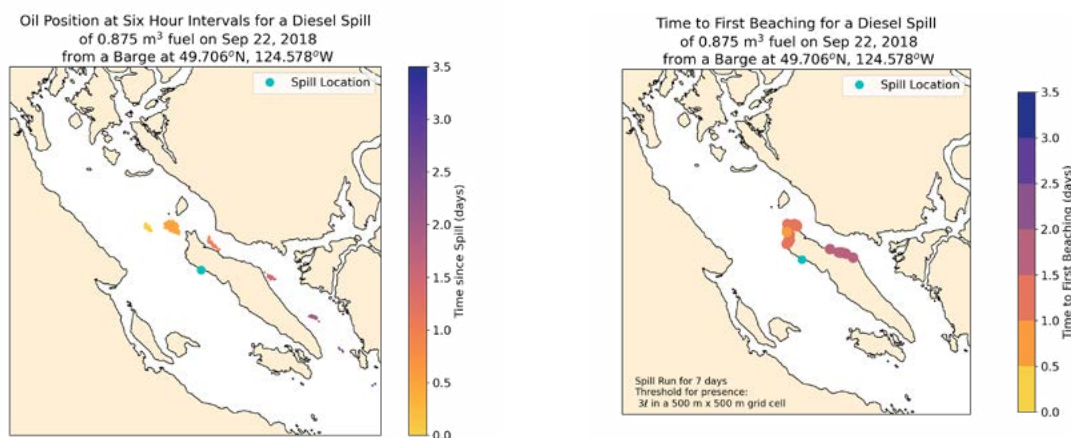 Oil Position at Six Hour Intervals for a Diesel Spill
of 0.875 m³ fuel on Sep 22, 2018
from a Barge at 49.706°N, 124.578°W
Spill Location
3.5
3.0
2.5
2.0
1.5
1.0
0.5
0.0
Time since Spill (days)
Time to First Beaching for a Diesel Spill
of 0.875 m³ fuel on Sep 22, 2018
from a Barge at 49.706°N, 124.578°W
Spill Location
Spill Run for 7 days
Threshold for presence:
3ℓ in a 500 m x 500 m grid cell
3.5
3.0
2.5
2.0
1.5
1.0
0.5
0.0
Time to First Beaching (days)